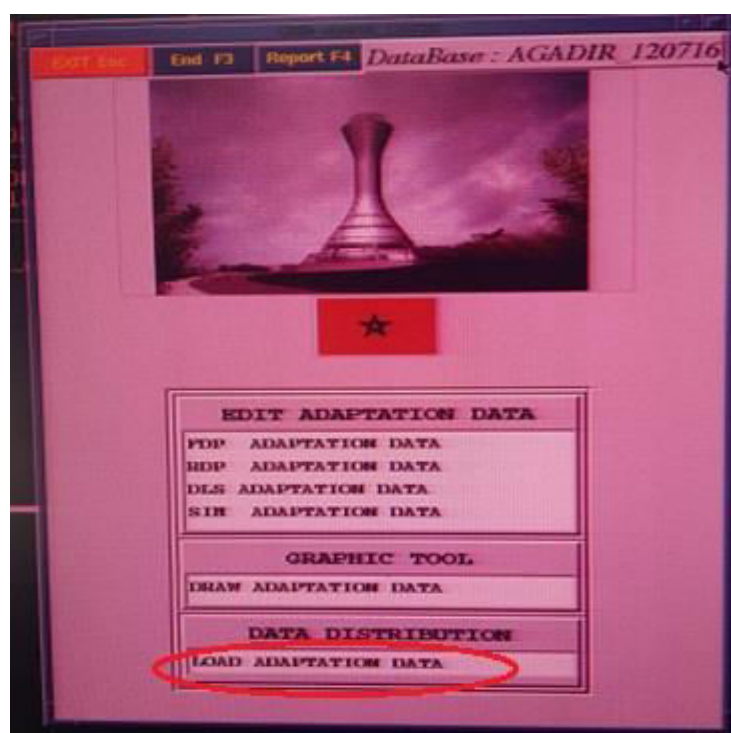 EXIT Esc End F3 Report F4 DataBase : AGADIR_120716
EDIT ADAPTATION DATA
FDP ADAPTATION DATA
RDP ADAPTATION DATA
DLS ADAPTATION DATA
SIM ADAPTATION DATA
GRAPHIC TOOL
DRAW ADAPTATION DATA
DATA DISTRIBUTION
LOAD ADAPTATION DATA